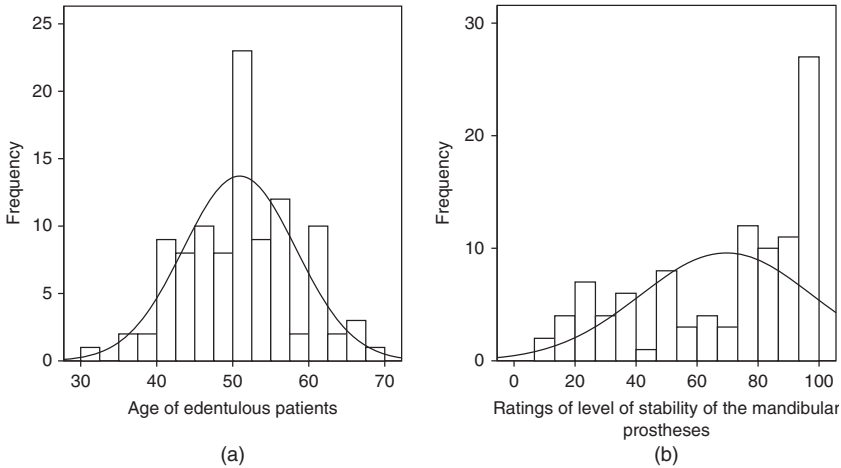 25
20
15
10
5
0
Frequency
30 40 50 60 70
Age of edentulous patients
(a)
30
20
10
0
Frequency
0 20 40 60 80 100
Ratings of level of stability of the mandibular
prostheses
(b)